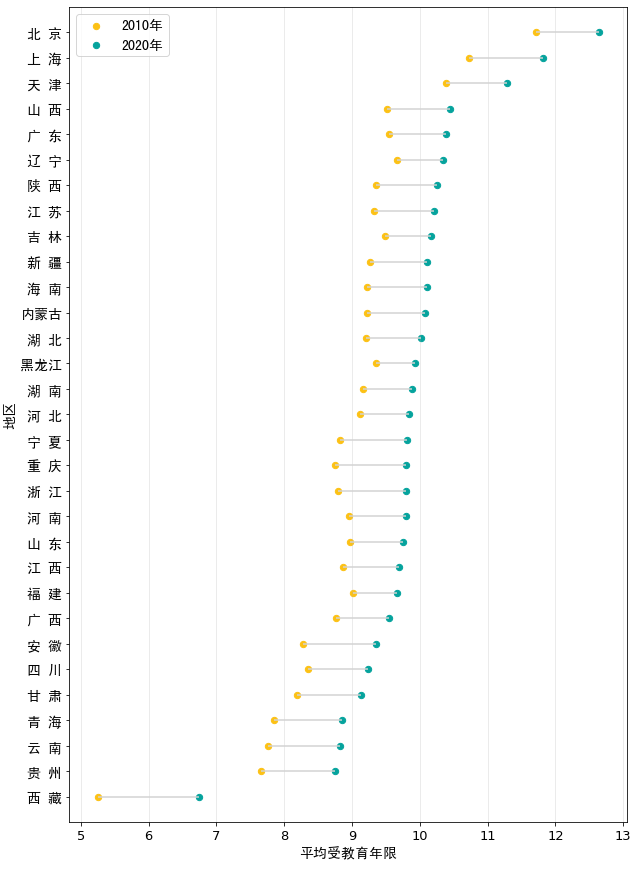 2010年
2020年
北 京
上 海
天 津
山 西
广 东
辽 宁
陕 西
江 苏
吉 林
新 疆
海 南
内蒙古
湖 北
黑龙江
湖 南
河 北
宁 夏
重 庆
浙 江
河 南
山 东
江 西
福 建
广 西
安 徽
四 川
甘 肃
青 海
云 南
贵 州
西 藏
地区
5 6 7 8 9 10 11 12 13
平均受教育年限